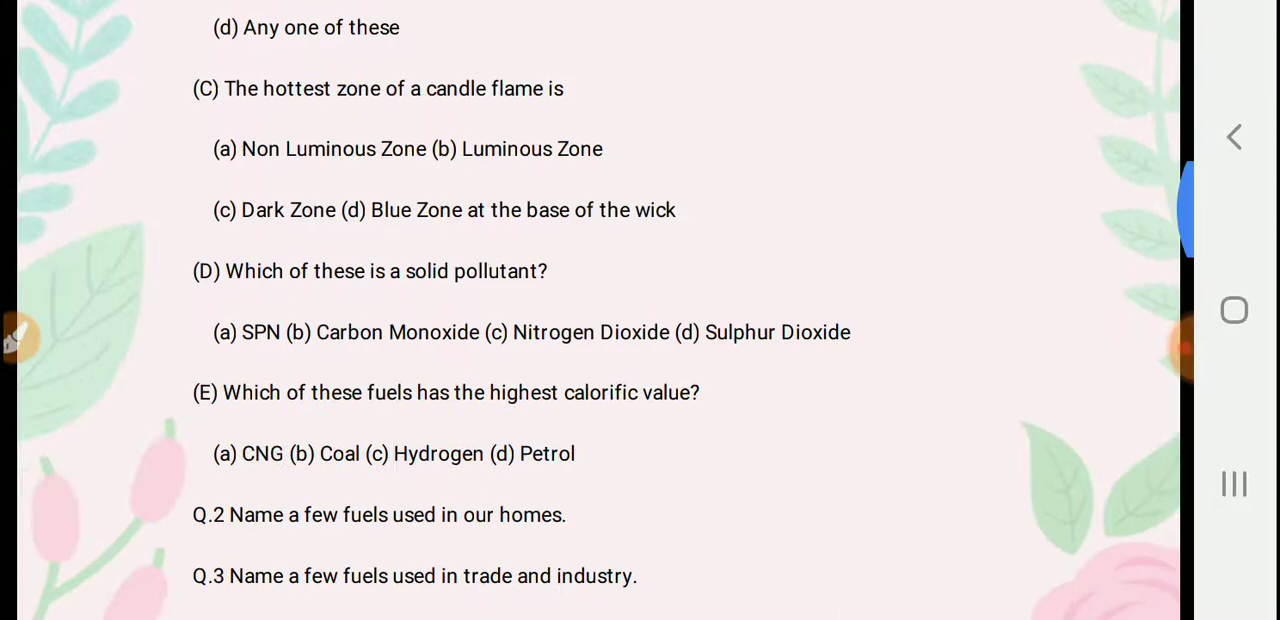 (d) Any one of these
(C) The hottest zone of a candle flame is
(a) Non Luminous Zone (b) Luminous Zone
(c) Dark Zone (d) Blue Zone at the base of the wick
(D) Which of these is a solid pollutant?
(a) SPN (b) Carbon Monoxide (c) Nitrogen Dioxide (d) Sulphur Dioxide
(E) Which of these fuels has the highest calorific value?
(a) CNG (b) Coal (c) Hydrogen (d) Petrol
Q.2 Name a few fuels used in our homes.
Q.3 Name a few fuels used in trade and industry.